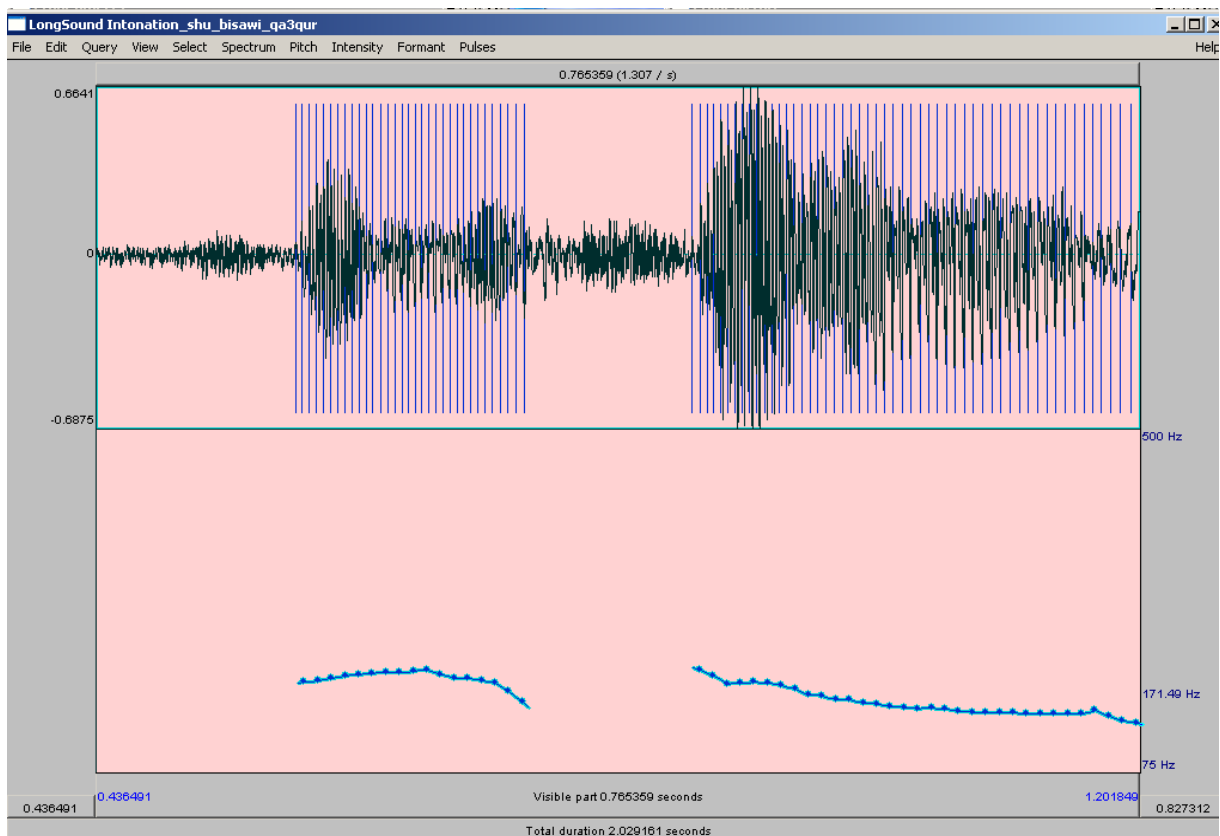 LongSound Intonation_shu_bisawi_qa3qur
File Edit Query View Select Spectrum Pitch Intensity Formant Pulses Help
0.765359 (1.307 / s)
0.6641
0
-0.6875
500 Hz
171.49 Hz
75 Hz
0.436491 Visible part 0.765359 seconds 1.201849
0.436491 0.827312
Total duration 2.029161 seconds